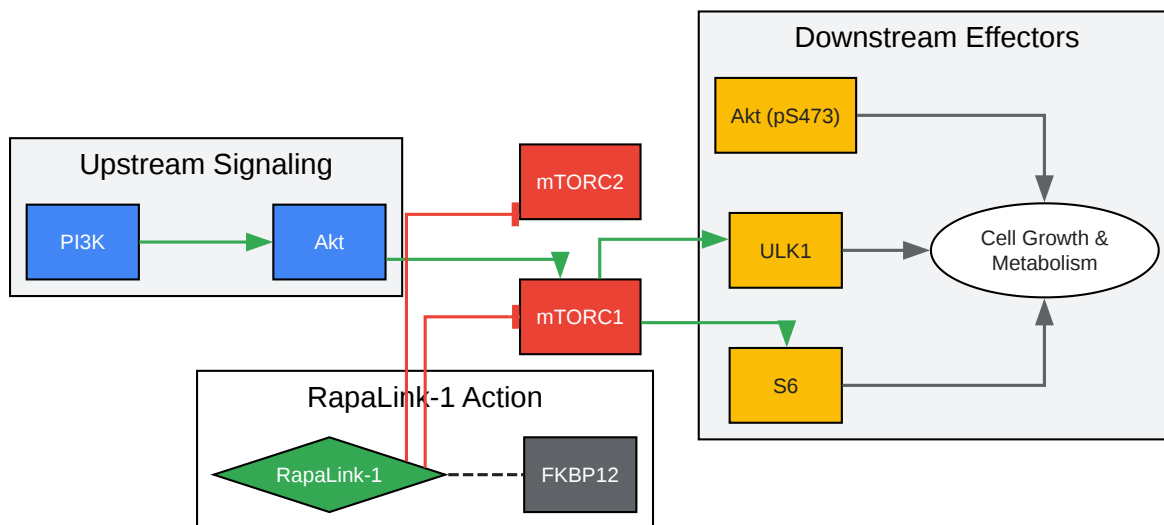 Downstream Effectors
Akt (pS473)
Upstream Signaling
mTORC2
PI3K
Akt
ULK1
Cell Growth &
Metabolism
mTORC1
S6
RapaLink-1 Action
RapaLink-1
FKBP12